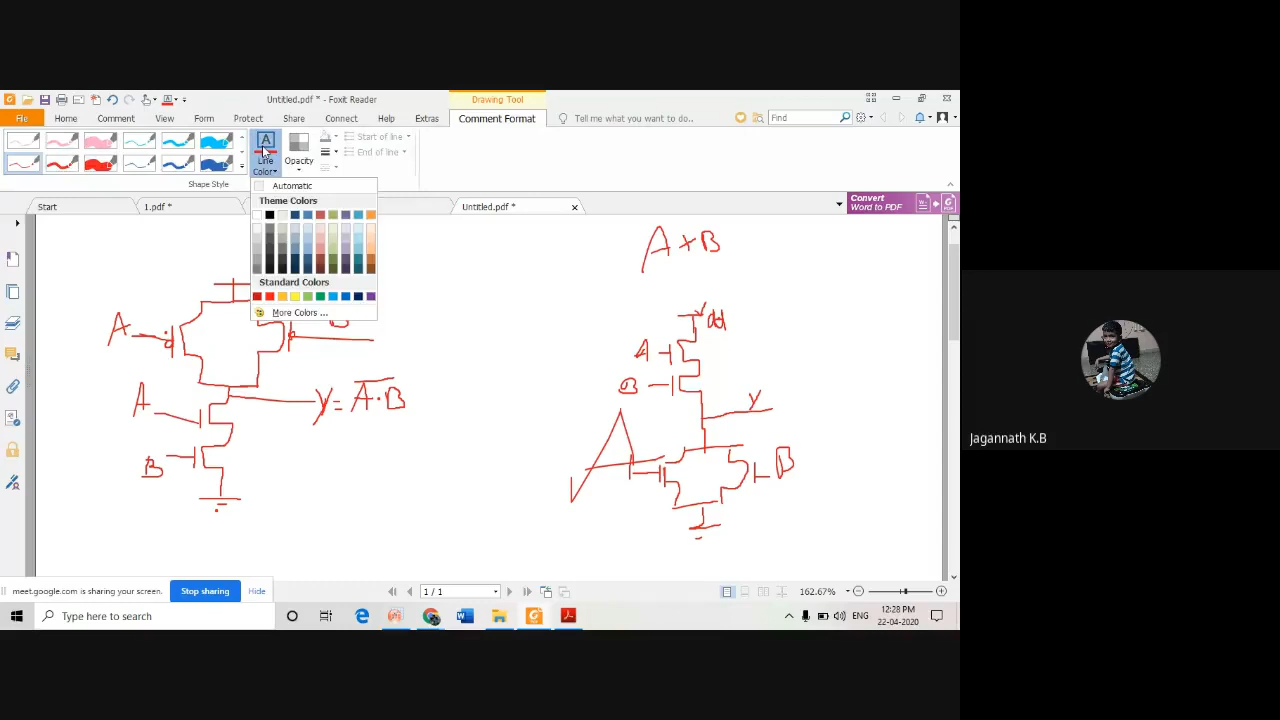 Untitled.pdf * - Foxit Reader
Drawing Tool
File
Home
Comment
View
Form
Protect
Share
Connect
Help
Extras
Comment Format
Tell me what you want to do..
Find
Line Color
Opacity
Start of line
End of line
Shape Style
Automatic
Theme Colors
Standard Colors
More Colors ...
Start
1.pdf *
Untitled.pdf *
Convert
Word to PDF
A + B
A
B
A
B
y = A·B
Vdd
A
B
y
A
B
Jagannath K.B
meet.google.com is sharing your screen.
Stop sharing
Hide
1 / 1
162.67%
Type here to search
ENG
12:28 PM
22-04-2020